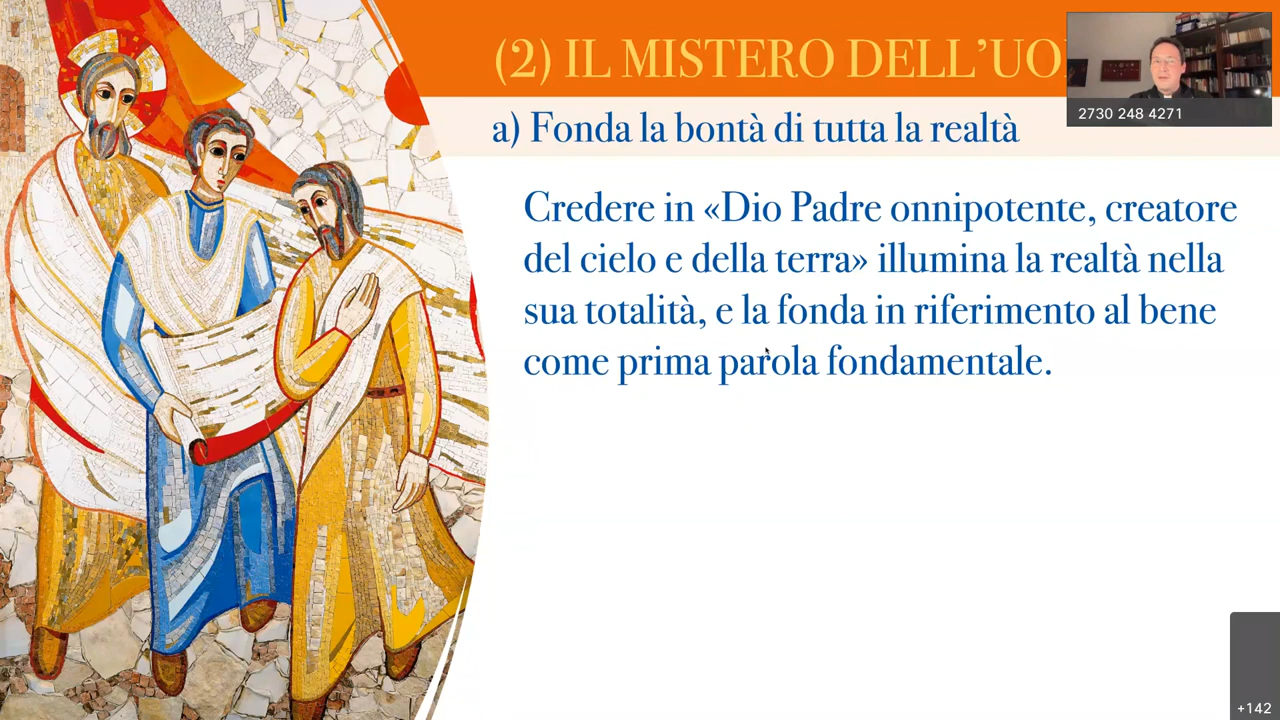 (2) IL MISTERO DELL'UO
2730 248 4271
a) Fonda la bontà di tutta la realtà
Credere in «Dio Padre onnipotente, creatore
del cielo e della terra» illumina la realtà nella
sua totalità, e la fonda in riferimento al bene
come prima parola fondamentale.
+142